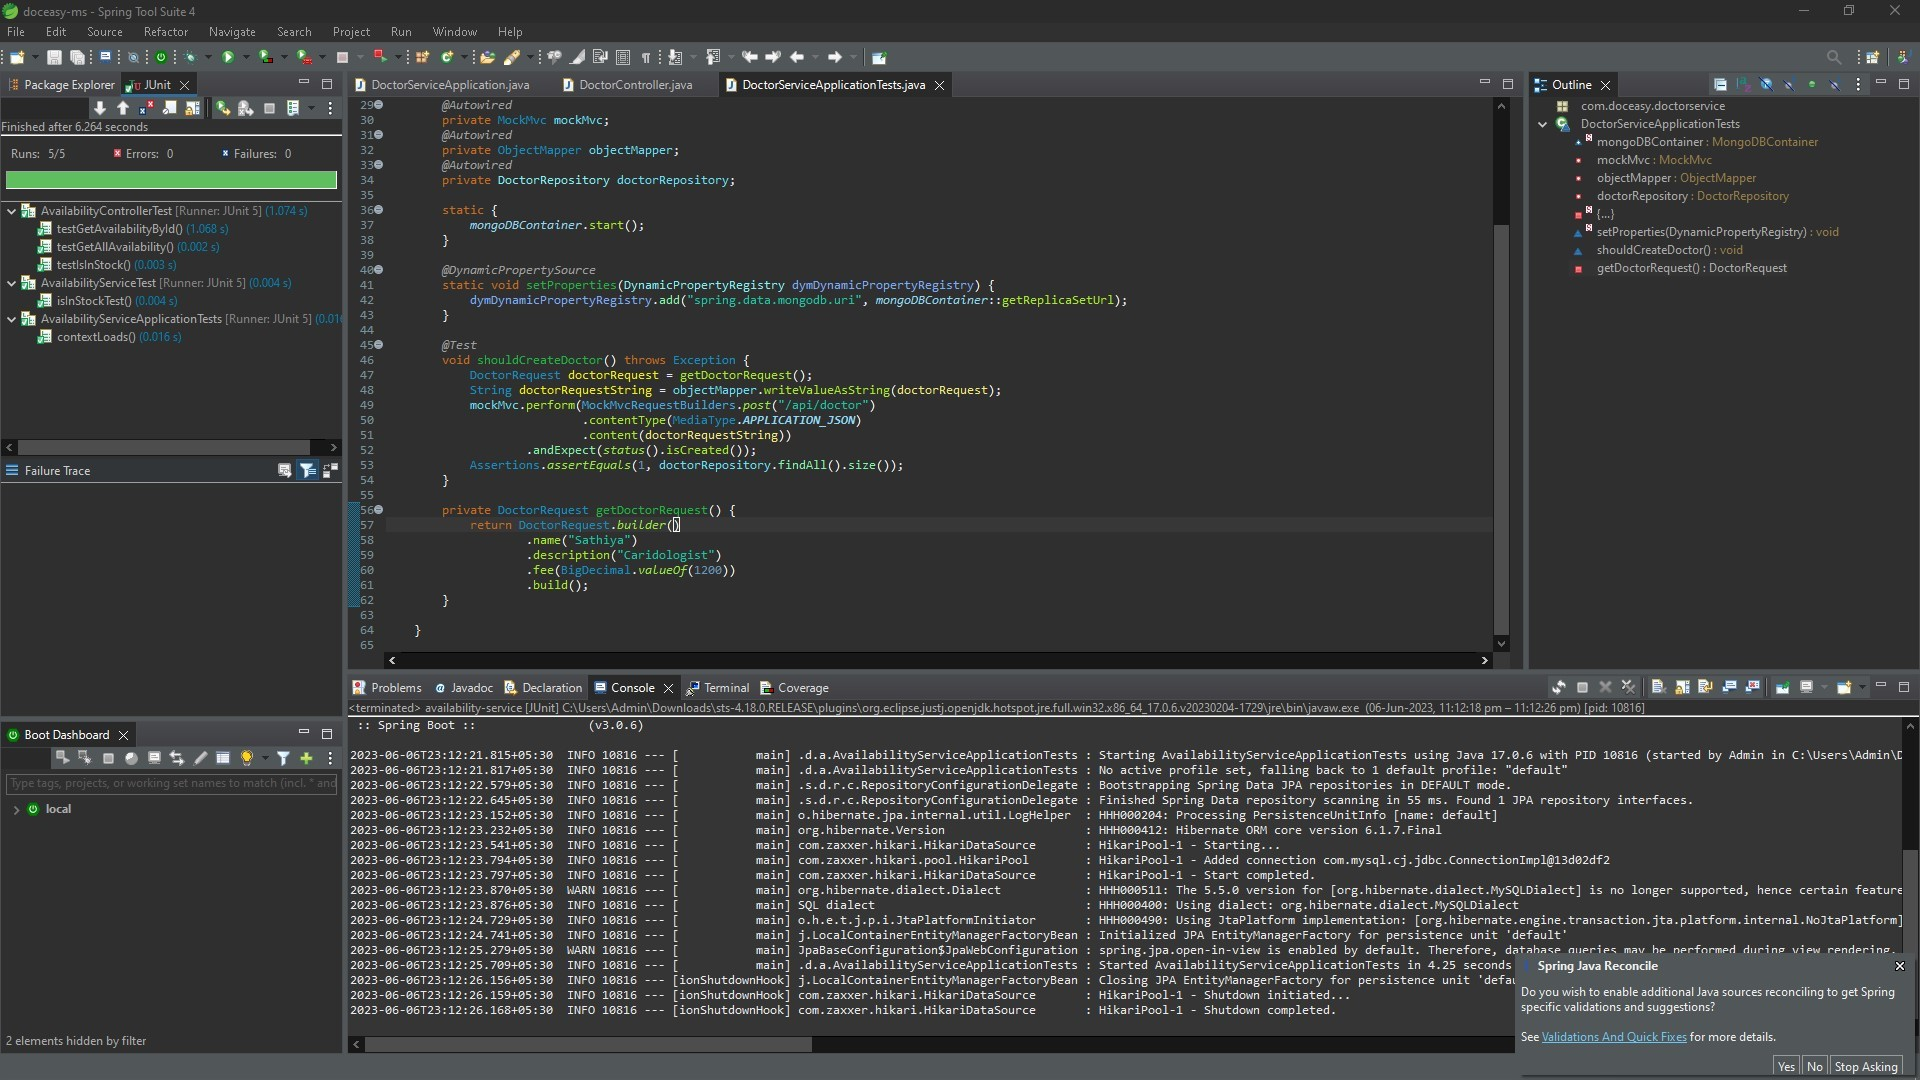 doceasy-ms - Spring Tool Suite 4
File Edit Source Refactor Navigate Search Project Run Window Help
Package Explorer JUnit
Finished after 6.264 seconds
Runs: 5/5 Errors: 0 Failures: 0
AvailabilityControllerTest [Runner: JUnit 5] (1.074 s)
testGetAvailabilityById() (1.068 s)
testGetAllAvailability() (0.002 s)
testIsInStock() (0.003 s)
AvailabilityServiceTest [Runner: JUnit 5] (0.004 s)
isInStockTest() (0.004 s)
AvailabilityServiceApplicationTests [Runner: JUnit 5] (0.01
contextLoads() (0.016 s)
Failure Trace
Boot Dashboard
Type tags, projects, or working set names to match (incl. * and
local
2 elements hidden by filter
DoctorServiceApplication.java DoctorController.java DoctorServiceApplicationTests.java
29 @Autowired
30 private MockMvc mockMvc;
31 @Autowired
32 private ObjectMapper objectMapper;
33 @Autowired
34 private DoctorRepository doctorRepository;
35
36 static {
37 mongoDBContainer.start();
38 }
39
40 @DynamicPropertySource
41 static void setProperties(DynamicPropertyRegistry dymDynamicPropertyRegistry) {
42 dymDynamicPropertyRegistry.add("spring.data.mongodb.uri", mongoDBContainer::getReplicaSetUrl);
43 }
44
45 @Test
46 void shouldCreateDoctor() throws Exception {
47 DoctorRequest doctorRequest = getDoctorRequest();
48 String doctorRequestString = objectMapper.writeValueAsString(doctorRequest);
49 mockMvc.perform(MockMvcRequestBuilders.post("/api/doctor")
50 .contentType(MediaType.APPLICATION_JSON)
51 .content(doctorRequestString))
52 .andExpect(status().isCreated());
53 Assertions.assertEquals(1, doctorRepository.findAll().size());
54 }
55
56 private DoctorRequest getDoctorRequest() {
57 return DoctorRequest.builder()
58 .name("Sathiya")
59 .description("Caridologist")
60 .fee(BigDecimal.valueOf(1200))
61 .build();
62 }
63
64 }
65
Outline
com.doceasy.doctorservice
DoctorServiceApplicationTests
mongoDBContainer : MongoDBContainer
mockMvc : MockMvc
objectMapper : ObjectMapper
doctorRepository : DoctorRepository
{...}
setProperties(DynamicPropertyRegistry) : void
shouldCreateDoctor() : void
getDoctorRequest() : DoctorRequest
Problems Javadoc Declaration Console Terminal Coverage
<terminated> availability-service [JUnit] C:\Users\Admin\Downloads\sts-4.18.0.RELEASE\plugins\org.eclipse.justj.openjdk.hotspot.jre.full.win32.x86_64_17.0.6.v20230204-1729\jre\bin\javaw.exe (06-Jun-2023, 11:12:18 pm – 11:12:26 pm) [pid: 10816]
:: Spring Boot :: (v3.0.6)
2023-06-06T23:12:21.815+05:30 INFO 10816 --- [ main] .d.a.AvailabilityServiceApplicationTests : Starting AvailabilityServiceApplicationTests using Java 17.0.6 with PID 10816 (started by Admin in C:\Users\Admin\D
2023-06-06T23:12:21.817+05:30 INFO 10816 --- [ main] .d.a.AvailabilityServiceApplicationTests : No active profile set, falling back to 1 default profile: "default"
2023-06-06T23:12:22.579+05:30 INFO 10816 --- [ main] .s.d.r.c.RepositoryConfigurationDelegate : Bootstrapping Spring Data JPA repositories in DEFAULT mode.
2023-06-06T23:12:22.645+05:30 INFO 10816 --- [ main] .s.d.r.c.RepositoryConfigurationDelegate : Finished Spring Data repository scanning in 55 ms. Found 1 JPA repository interfaces.
2023-06-06T23:12:23.152+05:30 INFO 10816 --- [ main] o.hibernate.jpa.internal.util.LogHelper : HHH000204: Processing PersistenceUnitInfo [name: default]
2023-06-06T23:12:23.232+05:30 INFO 10816 --- [ main] org.hibernate.Version : HHH000412: Hibernate ORM core version 6.1.7.Final
2023-06-06T23:12:23.541+05:30 INFO 10816 --- [ main] com.zaxxer.hikari.HikariDataSource : HikariPool-1 - Starting...
2023-06-06T23:12:23.794+05:30 INFO 10816 --- [ main] com.zaxxer.hikari.pool.HikariPool : HikariPool-1 - Added connection com.mysql.cj.jdbc.ConnectionImpl@13d02df2
2023-06-06T23:12:23.797+05:30 INFO 10816 --- [ main] com.zaxxer.hikari.HikariDataSource : HikariPool-1 - Start completed.
2023-06-06T23:12:23.870+05:30 WARN 10816 --- [ main] org.hibernate.dialect.Dialect : HHH000511: The 5.5.0 version for [org.hibernate.dialect.MySQLDialect] is no longer supported, hence certain feature
2023-06-06T23:12:23.876+05:30 INFO 10816 --- [ main] SQL dialect : HHH000400: Using dialect: org.hibernate.dialect.MySQLDialect
2023-06-06T23:12:24.729+05:30 INFO 10816 --- [ main] o.h.e.t.j.p.i.JtaPlatformInitiator : HHH000490: Using JtaPlatform implementation: [org.hibernate.engine.transaction.jta.platform.internal.NoJtaPlatform]
2023-06-06T23:12:24.741+05:30 INFO 10816 --- [ main] j.LocalContainerEntityManagerFactoryBean : Initialized JPA EntityManagerFactory for persistence unit 'default'
2023-06-06T23:12:25.279+05:30 WARN 10816 --- [ main] JpaBaseConfiguration$JpaWebConfiguration : spring.jpa.open-in-view is enabled by default. Therefore, database queries may be performed during view rendering.
2023-06-06T23:12:25.709+05:30 INFO 10816 --- [ main] .d.a.AvailabilityServiceApplicationTests : Started AvailabilityServiceApplicationTests in 4.25 seconds
2023-06-06T23:12:26.156+05:30 INFO 10816 --- [ionShutdownHook] j.LocalContainerEntityManagerFactoryBean : Closing JPA EntityManagerFactory for persistence unit 'defau
2023-06-06T23:12:26.159+05:30 INFO 10816 --- [ionShutdownHook] com.zaxxer.hikari.HikariDataSource : HikariPool-1 - Shutdown initiated...
2023-06-06T23:12:26.168+05:30 INFO 10816 --- [ionShutdownHook] com.zaxxer.hikari.HikariDataSource : HikariPool-1 - Shutdown completed.
Spring Java Reconcile
Do you wish to enable additional Java sources reconciling to get Spring
specific validations and suggestions?
See Validations And Quick Fixes for more details.
Yes No Stop Asking